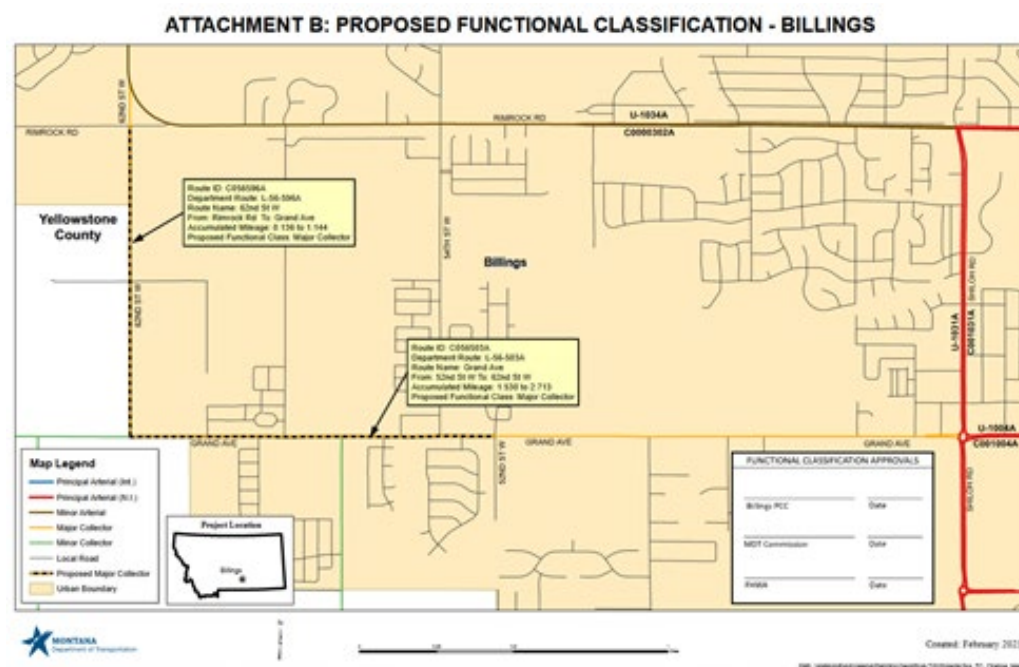 ATTACHMENT B: PROPOSED FUNCTIONAL CLASSIFICATION - BILLINGS
62ND ST W
RIMROCK RD
RIMROCK RD
U-1034A
C0000302A
Route ID: C056596A
Department Route: L-56-596A
Route Name: 62nd St W
From: Rimrock Rd To: Grand Ave
Accumulated Mileage: 0.136 to 1.144
Proposed Functional Class: Major Collector
Yellowstone
County
54TH ST W
Billings
SHILOH RD
U-1031A
C001031A
62ND ST W
Route ID: C056503A
Department Route: L-56-503A
Route Name: Grand Ave
From: 52nd St W To: 62nd St W
Accumulated Mileage: 1.530 to 2.713
Proposed Functional Class: Major Collector
GRAND AVE
GRAND AVE
GRAND AVE
U-1004A
C001004A
52ND ST W
SHILOH RD
Map Legend
Principal Arterial (Int.)
Principal Arterial (N.I.)
Minor Arterial
Major Collector
Minor Collector
Local Road
Proposed Major Collector
Urban Boundary
Project Location
Billings
FUNCTIONAL CLASSIFICATION APPROVALS
Billings PCC Date
MDT Commission Date
FHWA Date
MONTANA
Department of Transportation
Created: February